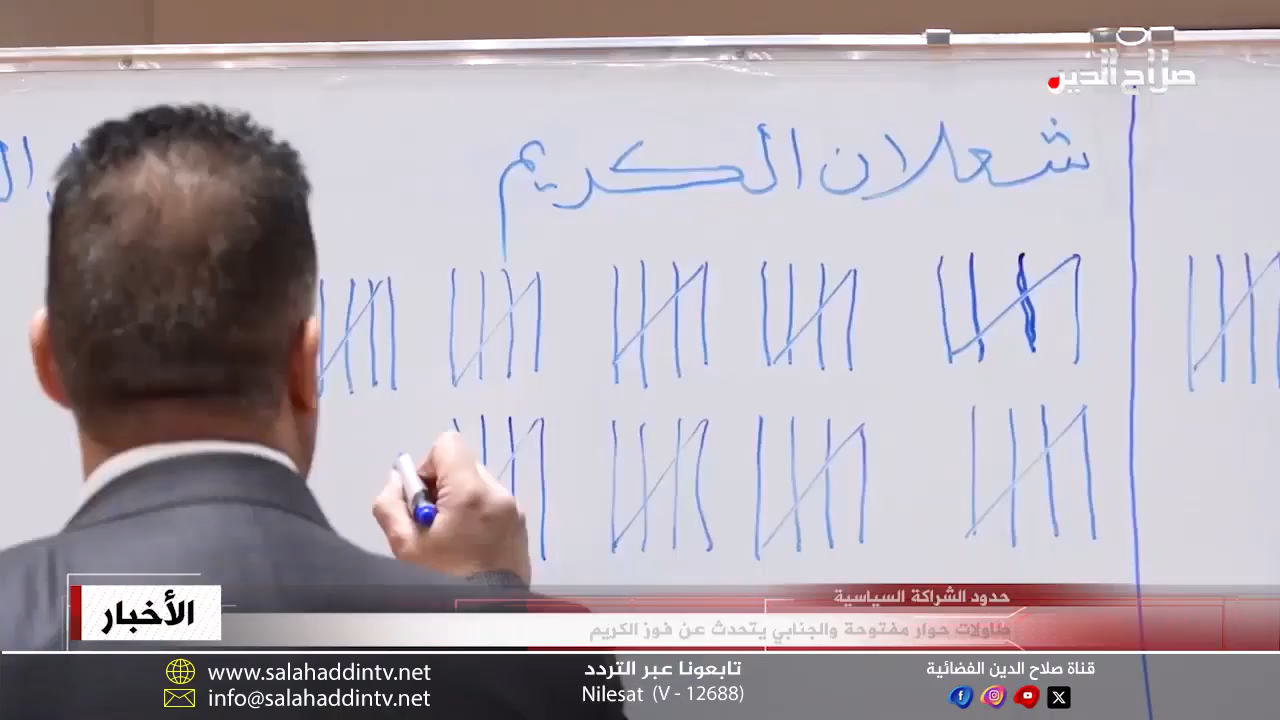 صلاح الدين
شعلان الكريم
حدود الشراكة السياسية
طاولات حوار مفتوحة والجنابي يتحدث عن فوز الكريم
الأخبار
قناة صلاح الدين الفضائية
تابعونا عبر التردد
Nilesat (V - 12688)
www.salahaddintv.net
info@salahaddintv.net